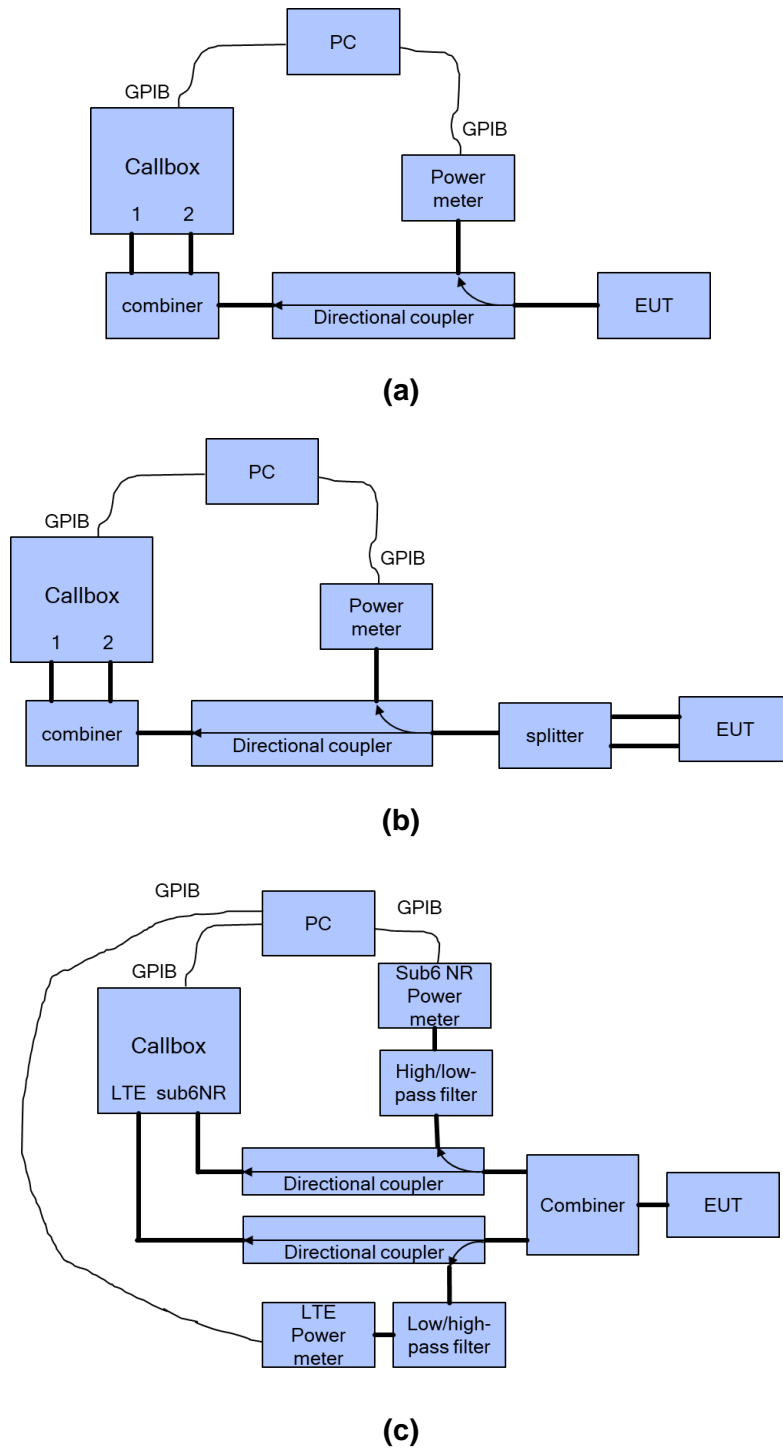 PC
GPIB
GPIB
Callbox
Power
meter
1 2
combiner
Directional coupler
EUT
(a)
PC
GPIB
GPIB
Callbox
Power
meter
1 2
combiner
Directional coupler
splitter
EUT
(b)
GPIB
PC
GPIB
GPIB
Sub6 NR
Power
meter
Callbox
LTE sub6NR
High/low-
pass filter
Directional coupler
Combiner
EUT
Directional coupler
LTE
Power
meter
Low/high-
pass filter
(c)